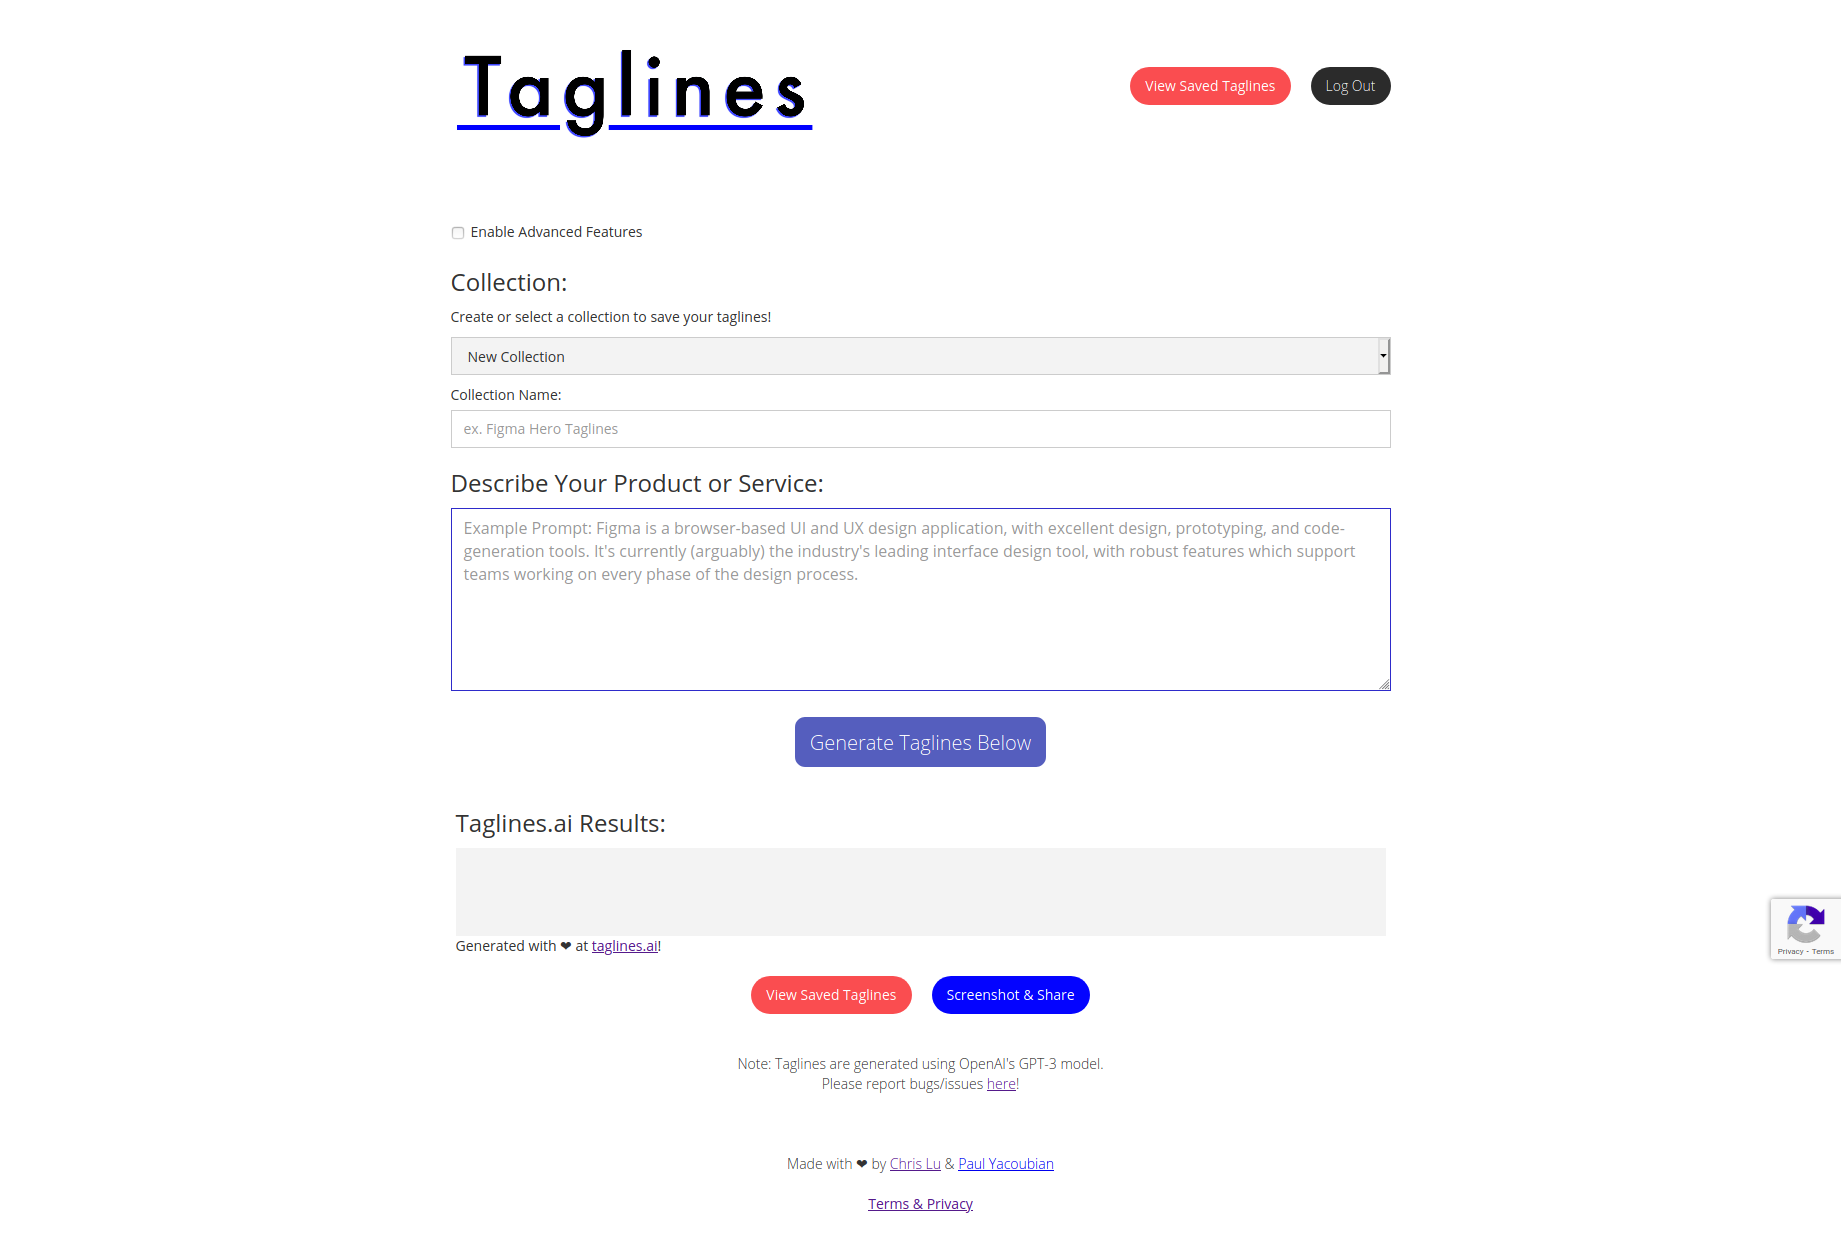 Taglines
View Saved Taglines
Log Out
Enable Advanced Features
Collection:
Create or select a collection to save your taglines!
New Collection
Collection Name:
ex. Figma Hero Taglines
Describe Your Product or Service:
Example Prompt: Figma is a browser-based UI and UX design application, with excellent design, prototyping, and code-
generation tools. It's currently (arguably) the industry's leading interface design tool, with robust features which support
teams working on every phase of the design process.
Generate Taglines Below
Taglines.ai Results:
Generated with ❤ at taglines.ai!
Privacy - Terms
View Saved Taglines
Screenshot & Share
Note: Taglines are generated using OpenAI's GPT-3 model.
Please report bugs/issues here!
Made with ❤ by Chris Lu & Paul Yacoubian
Terms & Privacy